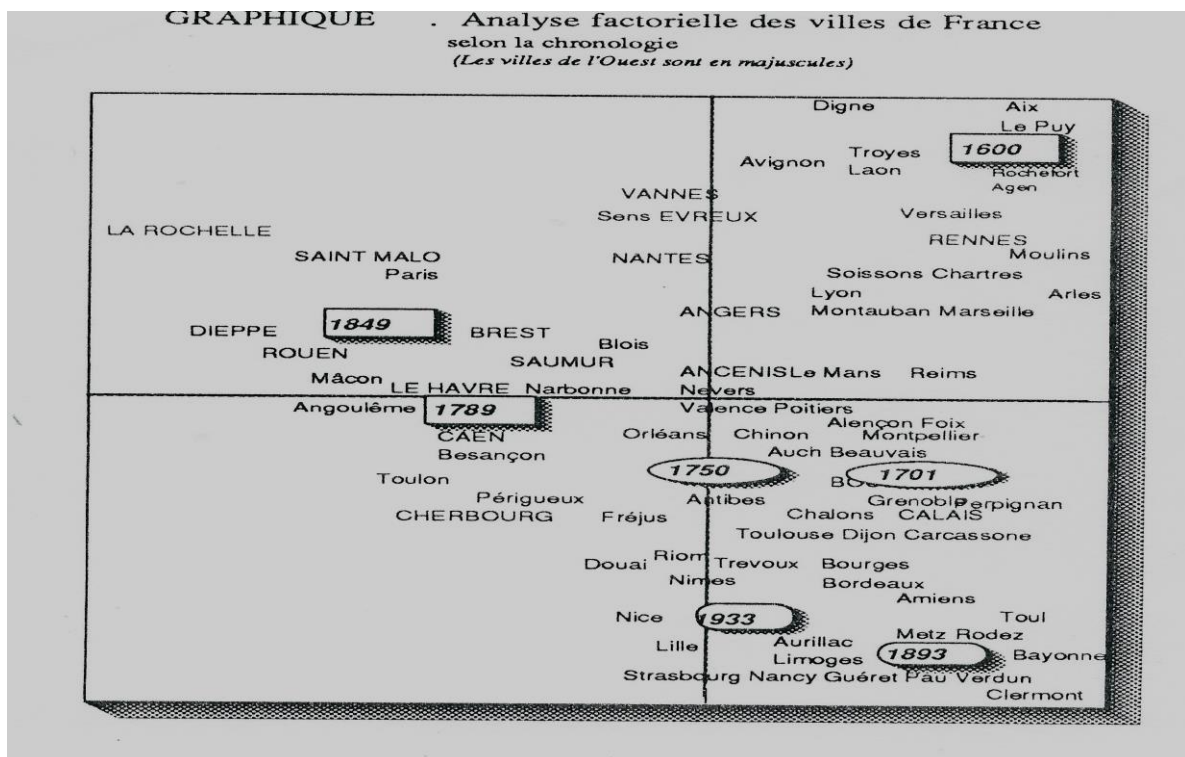 GRAPHIQUE . Analyse factorielle des villes de France
selon la chronologie
(Les villes de l'Ouest sont en majuscules)
Digne Aix
Le Puy
1600
Avignon Troyes
Laon Rochefort
Agen
VANNES
Sens EVREUX Versailles
LA ROCHELLE
RENNES
SAINT MALO NANTES Moulins
Paris Soissons Chartres
Lyon Arles
ANGERS Montauban Marseille
1849
DIEPPE BREST
ROUEN Blois
SAUMUR
Mâcon ANCENIS Le Mans Reims
LE HAVRE Narbonne Nevers
Angoulême 1789 Valence Poitiers
Alençon Foix
CAEN Orléans Chinon Montpellier
Besançon Auch Beauvais
1750 1701
Toulon
Périgueux Antibes Grenoble Perpignan
CHERBOURG Fréjus Chalons CALAIS
Toulouse Dijon Carcassone
Douai Riom Trevoux Bourges
Nimes Bordeaux
Amiens
Nice 1933 Toul
Lille Aurillac Metz Rodez
Limoges 1893 Bayonne
Strasbourg Nancy Guéret Pau Verdun
Clermont